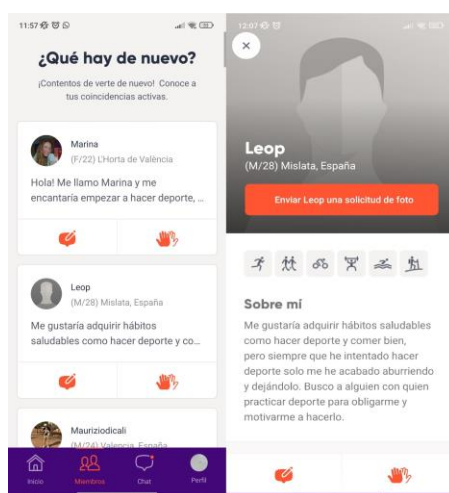 11:57
¿Qué hay de nuevo?
¡Contentos de verte de nuevo! Conoce a
tus coincidencias activas.
Marina
(F/22) L'Horta de València
Hola! Me llamo Marina y me
encantaría empezar a hacer deporte, ...
Leop
(M/28) Mislata, España
Me gustaría adquirir hábitos
saludables como hacer deporte y co...
Mauriziodicali
(M/24) Valencia, España
Inicio
Miembros
Chat
Perfil
12:07
Leop
(M/28) Mislata, España
Enviar Leop una solicitud de foto
Sobre mí
Me gustaría adquirir hábitos saludables
como hacer deporte y comer bien,
pero siempre que he intentado hacer
deporte solo me he acabado aburriendo
y dejándolo. Busco a alguien con quien
practicar deporte para obligarme y
motivarme a hacerlo.